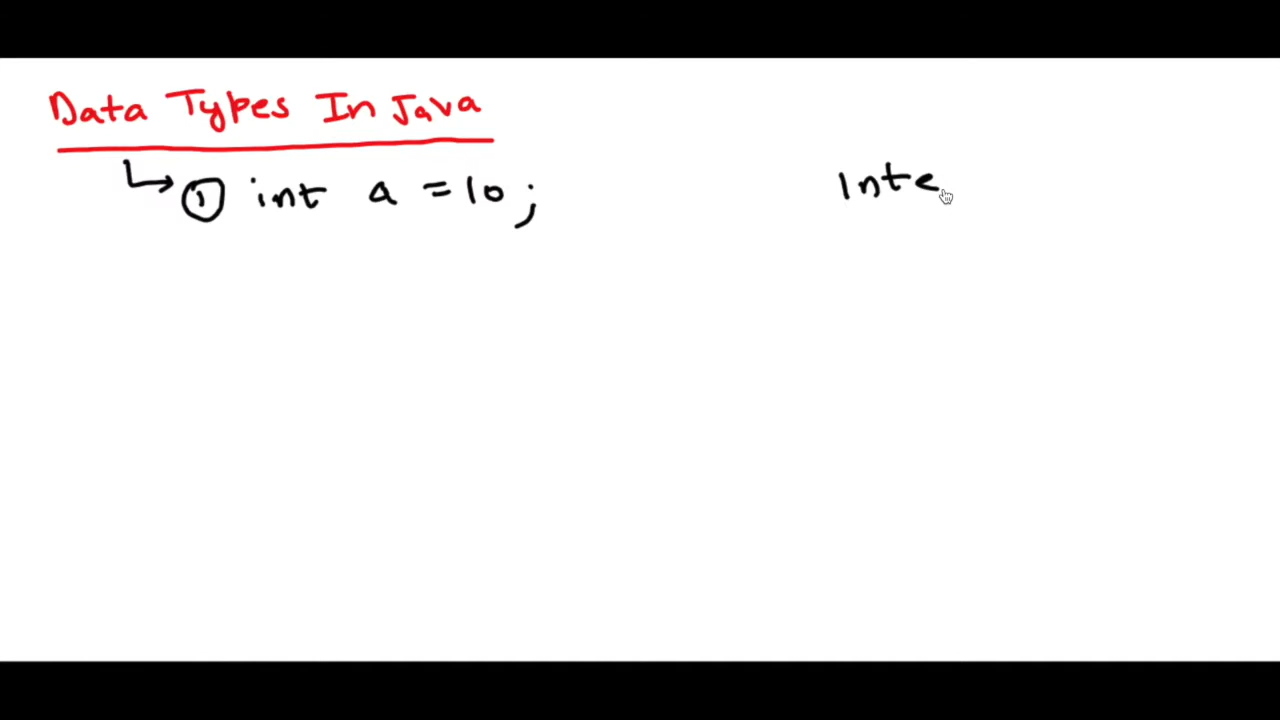 Data Types In Java
① int a = 10; Inte